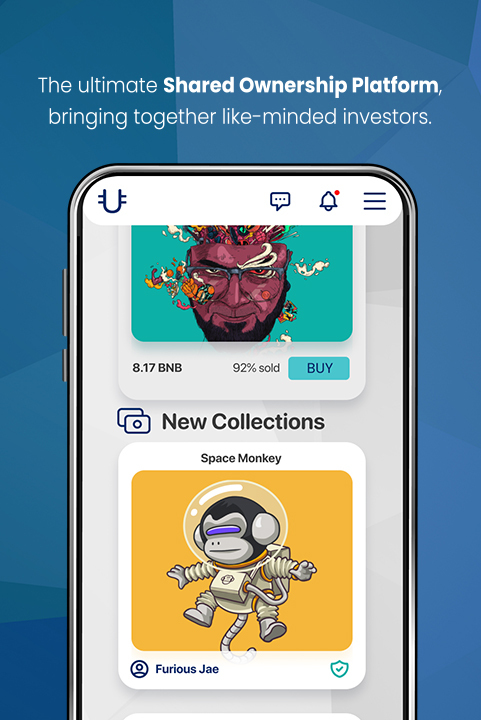 The ultimate Shared Ownership Platform,
bringing together like-minded investors.
8.17 BNB 92% sold BUY
New Collections
Space Monkey
Furious Jae